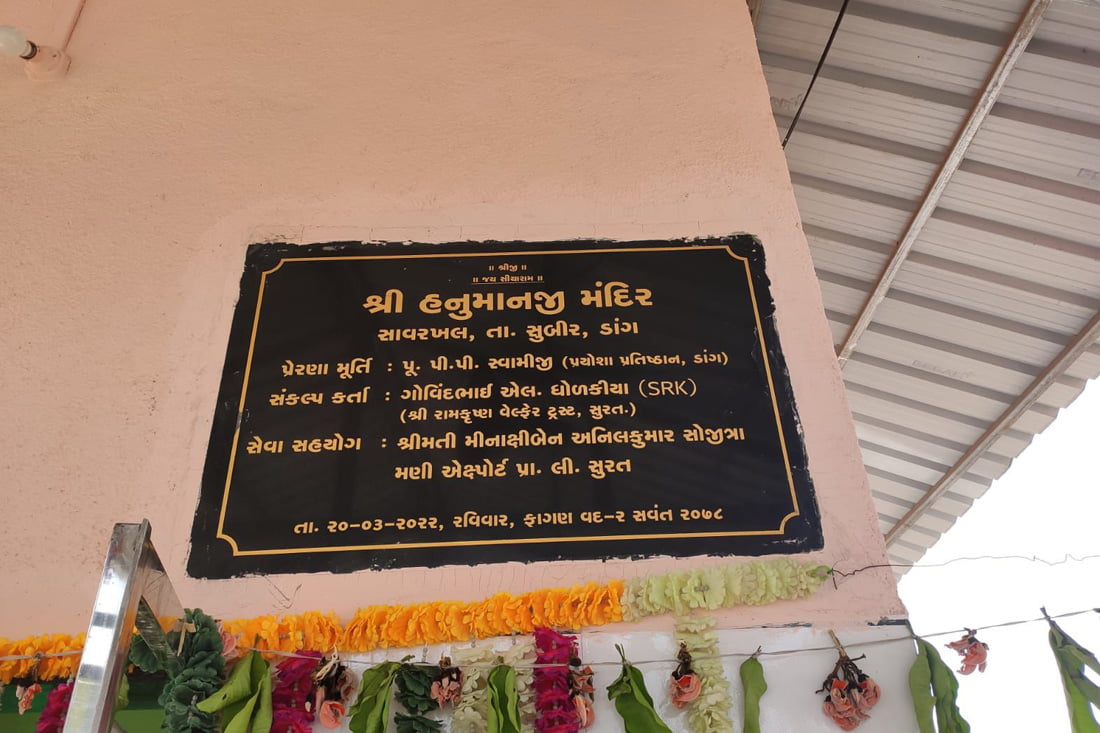 ॥ શ્રીજી ॥
॥ જય સીયારામ ॥
શ્રી હનુમાનજી મંદિર
સાવરખલ, તા. સુબીર, ડાંગ
પ્રેરણા મૂર્તિ : પૂ. પી.પી. સ્વામીજી (પ્રયોશા પ્રતિષ્ઠાન, ડાંગ)
સંકલ્પ કર્તા : ગોવિંદભાઈ એલ. ધોળકીયા (SRK)
(શ્રી રામકૃષ્ણ વેલ્ફેર ટ્રસ્ટ, સુરત.)
સેવા સહયોગ : શ્રીમતી મીનાક્ષીબેન અનિલકુમાર સોજીત્રા
મણી એક્ષ્પોર્ટ પ્રા. લી. સુરત
તા. ૨૦-૦૩-૨૦૨૨, રવિવાર, ફાગણ વદ-૨ સવંત ૨૦૭૮